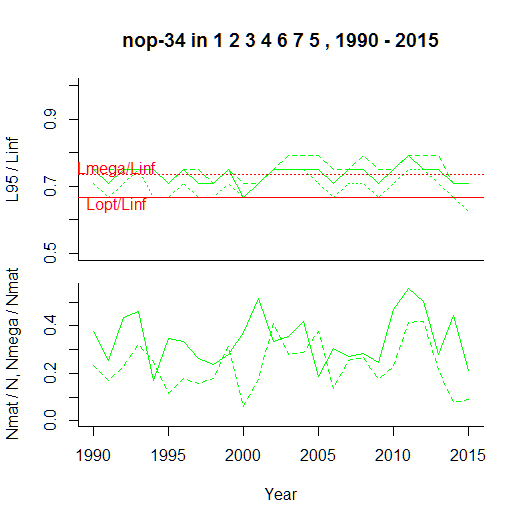 nop-34 in 1 2 3 4 6 7 5 , 1990 - 2015
L95 / Linf
0.9
0.7
0.5
Lmega/Linf
Lopt/Linf
Nmat / N, Nmega / Nmat
0.4
0.2
0.0
1990 1995 2000 2005 2010 2015
Year